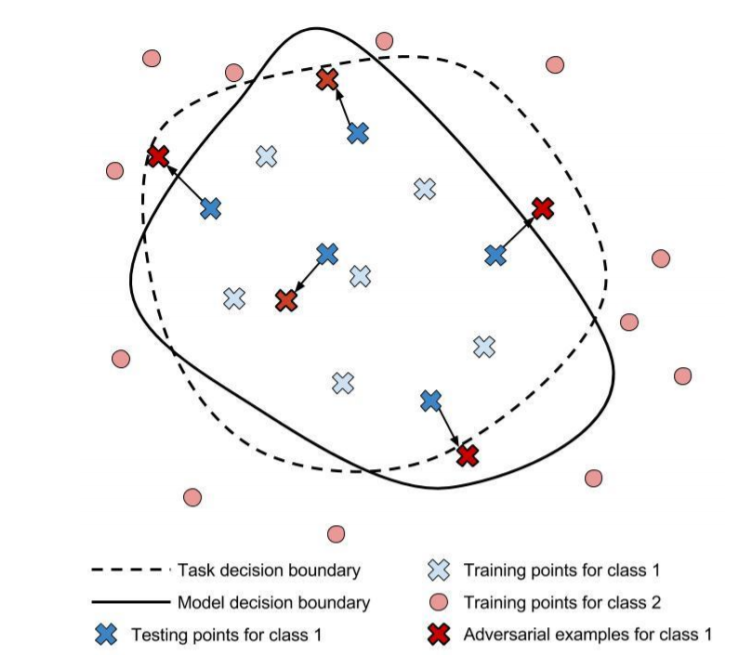 Task decision boundary
Training points for class 1
Model decision boundary
Training points for class 2
Testing points for class 1
Adversarial examples for class 1